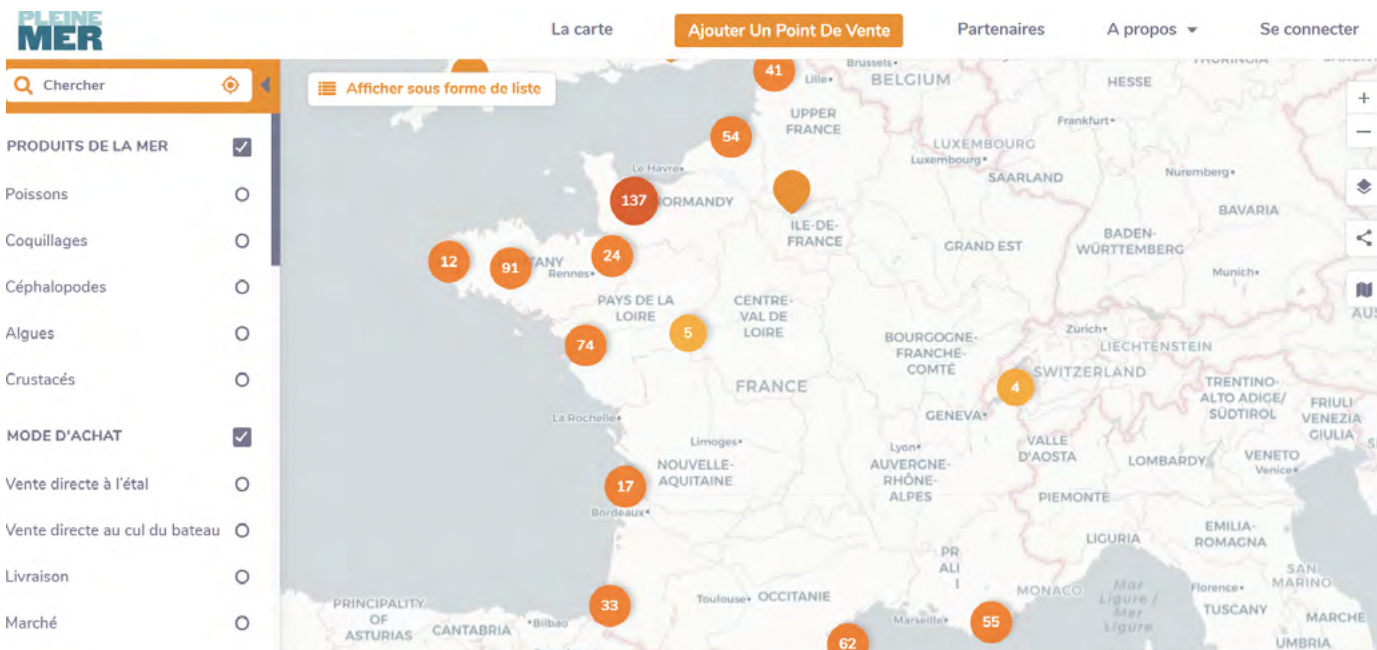 PLEINE
MER
La carte
Ajouter Un Point De Vente
Partenaires
A propos
Se connecter
Chercher
Afficher sous forme de liste
PRODUITS DE LA MER
Poissons
Coquillages
Céphalopodes
Algues
Crustacés
MODE D'ACHAT
Vente directe à l'étal
Vente directe au cul du bateau
Livraison
Marché
41
Brussels
Lille
BELGIUM
THURINGIA
HESSE
UPPER
FRANCE
54
Frankfurt
LUXEMBOURG
Luxembourg
SAARLAND
Le Havre
137
ORMANDY
Nuremberg
BAVARIA
ILE-DE-
FRANCE
GRAND EST
BADEN-
WÜRTTEMBERG
Munich
12
91
TANY
Rennes
24
PAYS DE LA
LOIRE
CENTRE-
VAL DE
LOIRE
5
74
AUS
BOURGOGNE-
FRANCHE-
COMTÉ
Zurich
LIECHTENSTEIN
SWITZERLAND
4
FRANCE
GENEVA
TRENTINO-
ALTO ADIGE/
SÜDTIROL
FRIULI
VENEZIA
GIULIA
La Rochelle
Limoges
Lyon
VALLE
D'AOSTA
LOMBARDY
VENETO
Venice
NOUVELLE-
AQUITAINE
AUVERGNE-
RHÔNE-
ALPES
17
Bordeaux
PIEMONTE
EMILIA-
ROMAGNA
LIGURIA
PR
ALI
I
SAN
MARINO
MONACO
Mar
Ligure /
Mer
Ligure
Florence
TUSCANY
MARCHE
UMBRIA
33
Toulouse
OCCITANIE
Marseille
55
62
PRINCIPALITY
OF
ASTURIAS
CANTABRIA
Bilbao